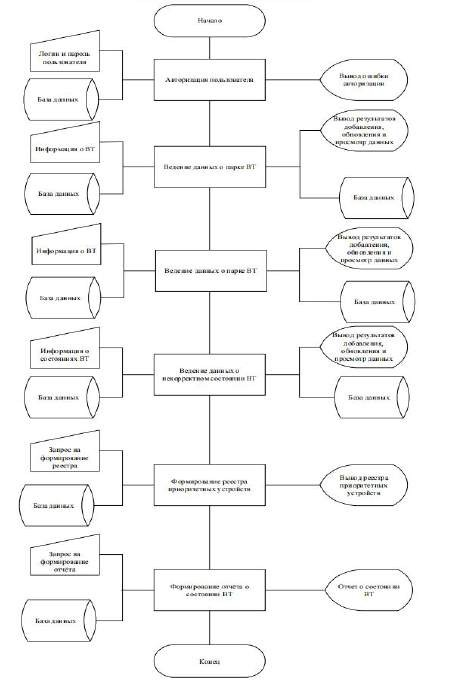 Начало
Логин и пароль
пользователя
База данных
Авторизация пользователя
Вывод ошибки
авторизации
Информация о ВТ
База данных
Ведение данных о парке ВТ
Вывод результатов
добавления,
обновления и
просмотр данных
База данных
Информация о ВТ
База данных
Ведение данных о парке ВТ
Вывод результатов
добавления,
обновления и
просмотр данных
База данных
Информация о
состояниях ВТ
База данных
Ведение данных о
некорректном состоянии ВТ
Вывод результатов
добавления,
обновления и
просмотр данных
База данных
Запрос на
формирование
реестра
База данных
Формирование реестра
приоритетных устройств
Вывод реестра
приоритетных
устройств
Запрос на
формирование
отчёта
База данных
Формирование отчёта о
состоянии ВТ
Отчет о состоянии
ВТ
Конец